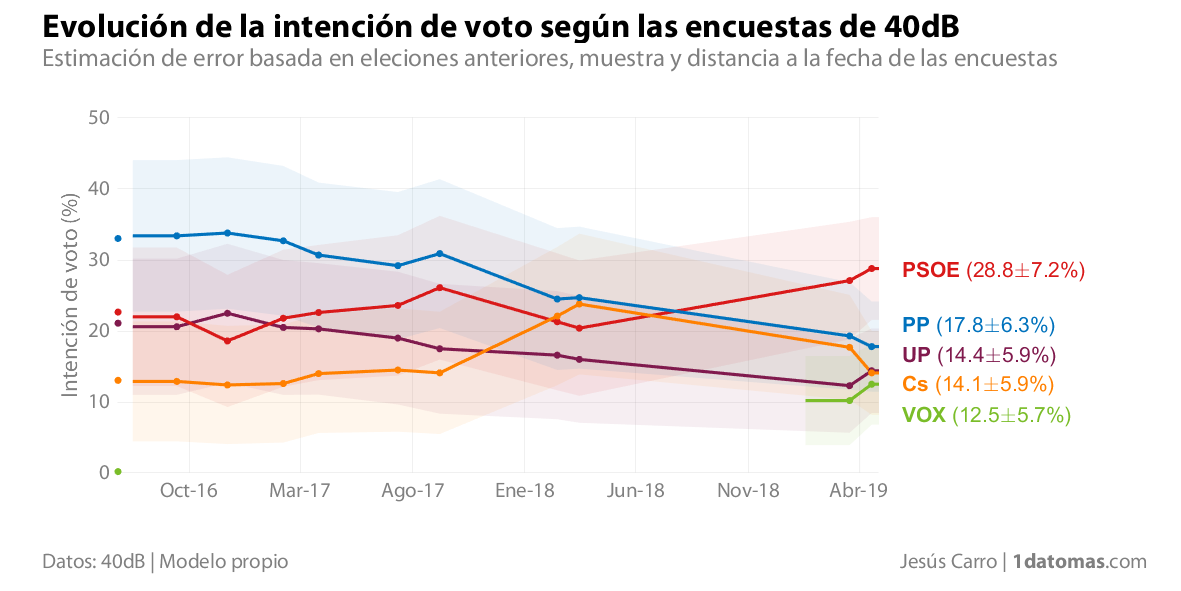 Evolución de la intención de voto según las encuestas de 40dB
Estimación de error basada en eleciones anteriores, muestra y distancia a la fecha de las encuestas
Intención de voto (%)
50
40
30
20
10
0
Oct-16
Mar-17
Ago-17
Ene-18
Jun-18
Nov-18
Abr-19
PSOE (28.8±7.2%)
PP (17.8±6.3%)
UP (14.4±5.9%)
Cs (14.1±5.9%)
VOX (12.5±5.7%)
Datos: 40dB | Modelo propio
Jesús Carro | 1datomas.com